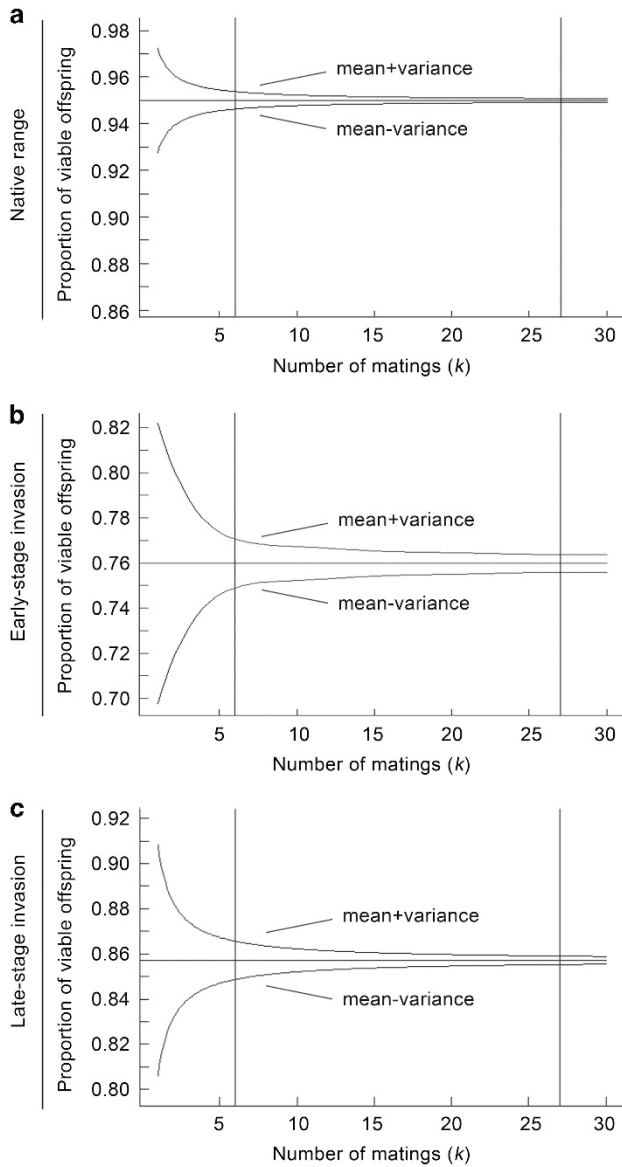 a
Native range
Proportion of viable offspring
0.98
0.96
0.94
0.92
0.90
0.88
0.86
mean+variance
mean-variance
5 10 15 20 25 30
Number of matings (k)
b
Early-stage invasion
Proportion of viable offspring
0.82
0.80
0.78
0.77
0.76
0.74
0.72
0.70
mean+variance
mean-variance
5 10 15 20 25 30
Number of matings (k)
c
Late-stage invasion
Proportion of viable offspring
0.92
0.90
0.88
0.86
0.84
0.82
0.80
mean+variance
mean-variance
5 10 15 20 25 30
Number of matings (k)